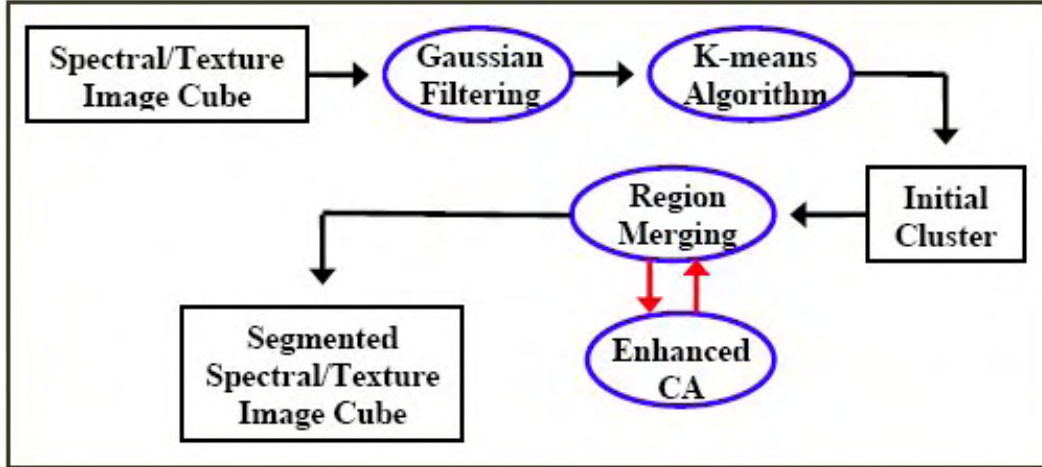 Spectral/Texture
Image Cube
Gaussian
Filtering
K-means
Algorithm
Initial
Cluster
Region
Merging
Enhanced
CA
Segmented
Spectral/Texture
Image Cube